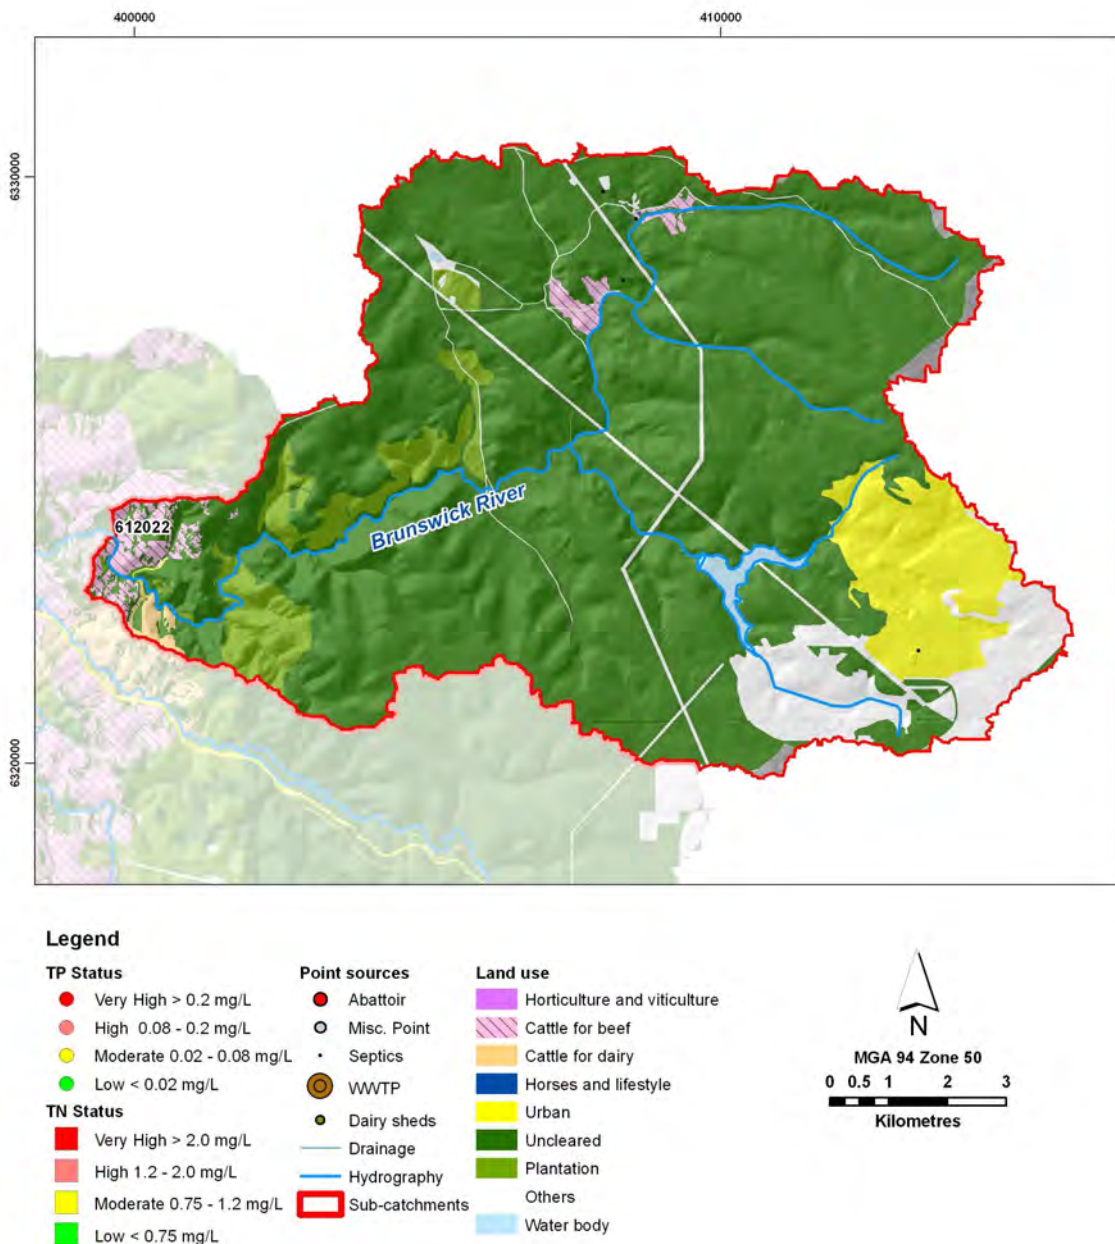 400000
410000
6330000
612022
Brunswick River
6320000
Legend
TP Status
Very High > 0.2 mg/L
High 0.08 - 0.2 mg/L
Moderate 0.02 - 0.08 mg/L
Low < 0.02 mg/L
TN Status
Very High > 2.0 mg/L
High 1.2 - 2.0 mg/L
Moderate 0.75 - 1.2 mg/L
Low < 0.75 mg/L
Point sources
Abattoir
Misc. Point
Septics
WWTP
Dairy sheds
Drainage
Hydrography
Sub-catchments
Land use
Horticulture and viticulture
Cattle for beef
Cattle for dairy
Horses and lifestyle
Urban
Uncleared
Plantation
Others
Water body
N
MGA 94 Zone 50
0 0.5 1 2 3
Kilometres